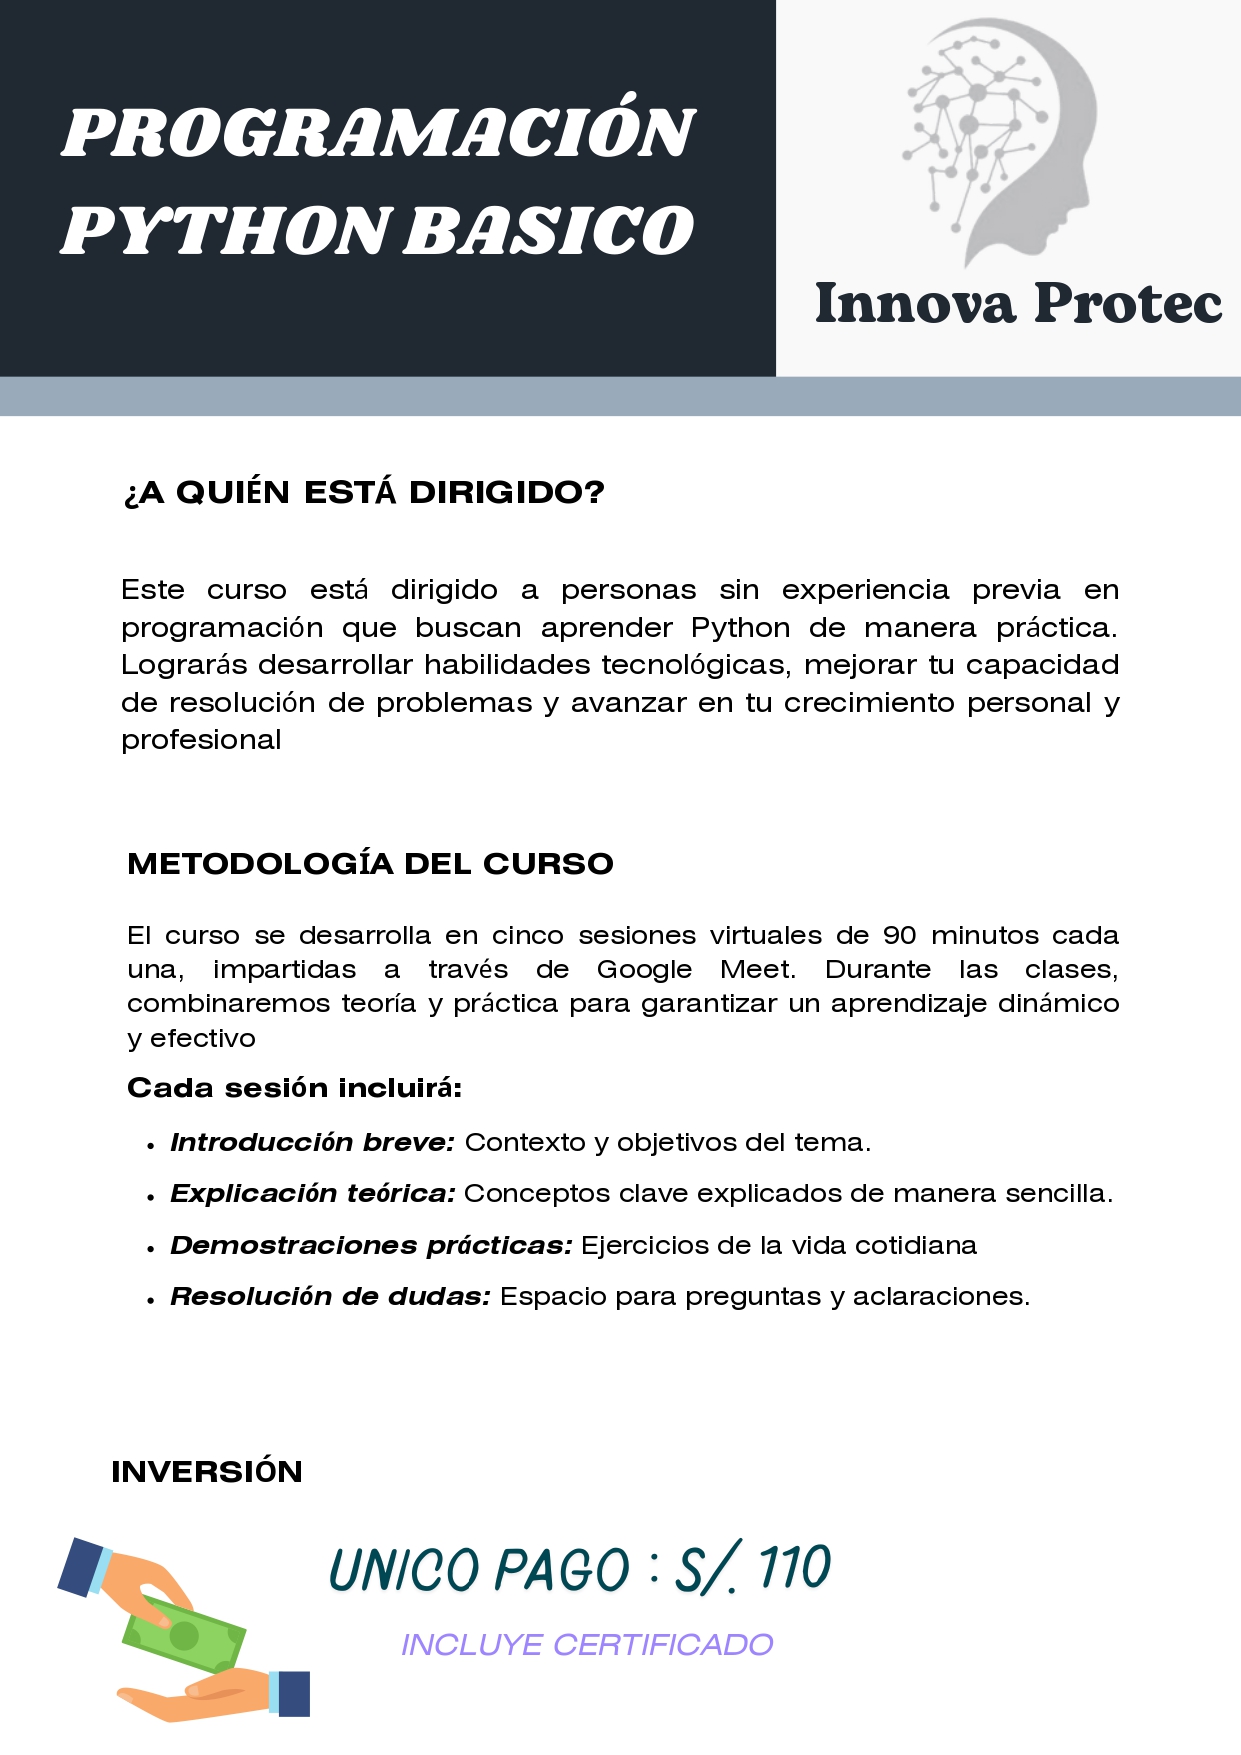 PROGRAMACIÓN
PYTHON BASICO
Innova Protec
¿A QUIÉN ESTÁ DIRIGIDO?
Este curso está dirigido a personas sin experiencia previa en
programación que buscan aprender Python de manera práctica.
Lograrás desarrollar habilidades tecnológicas, mejorar tu capacidad
de resolución de problemas y avanzar en tu crecimiento personal y
profesional
METODOLOGÍA DEL CURSO
El curso se desarrolla en cinco sesiones virtuales de 90 minutos cada
una, impartidas a través de Google Meet. Durante las clases,
combinaremos teoría y práctica para garantizar un aprendizaje dinámico
y efectivo
Cada sesión incluirá:
• Introducción breve: Contexto y objetivos del tema.
• Explicación teórica: Conceptos clave explicados de manera sencilla.
• Demostraciones prácticas: Ejercicios de la vida cotidiana
• Resolución de dudas: Espacio para preguntas y aclaraciones.
INVERSIÓN
UNICO PAGO : S/. 110
INCLUYE CERTIFICADO